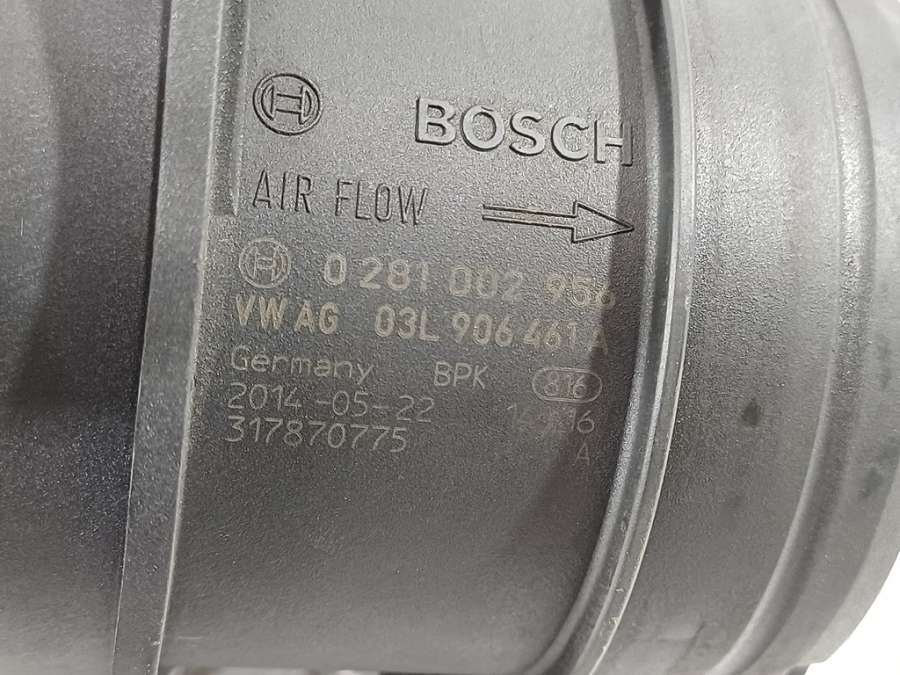 BOSCH
AIR FLOW
0 281 002 956
VW AG 03L 906 461 A
Germany BPK 816
2014-05-22
317870775 A